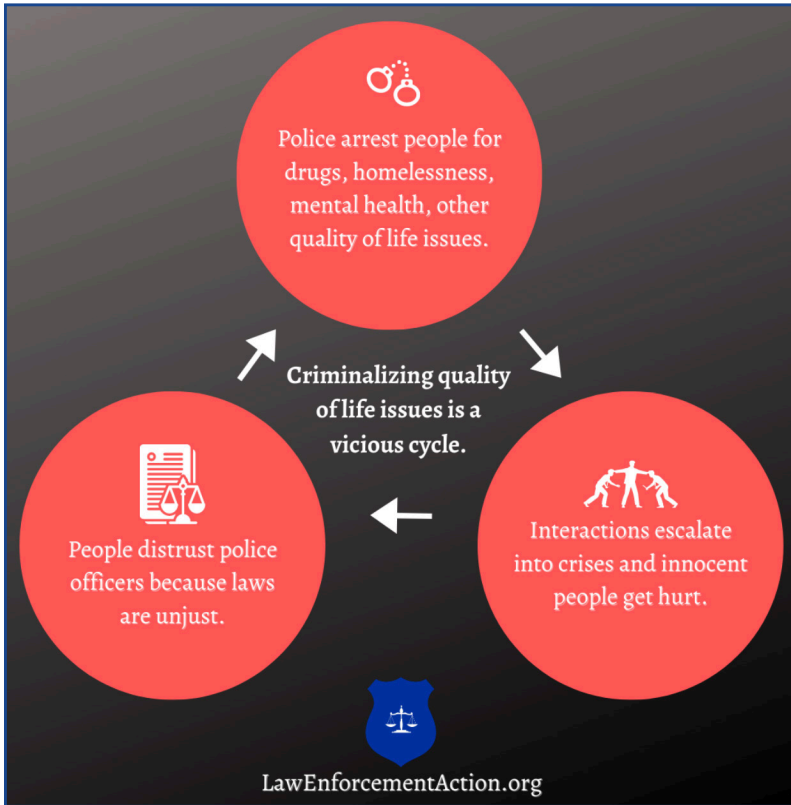 Police arrest people for
drugs, homelessness,
mental health, other
quality of life issues.
Criminalizing quality
of life issues is a
vicious cycle.
Interactions escalate
into crises and innocent
people get hurt.
People distrust police
officers because laws
are unjust.
LawEnforcementAction.org